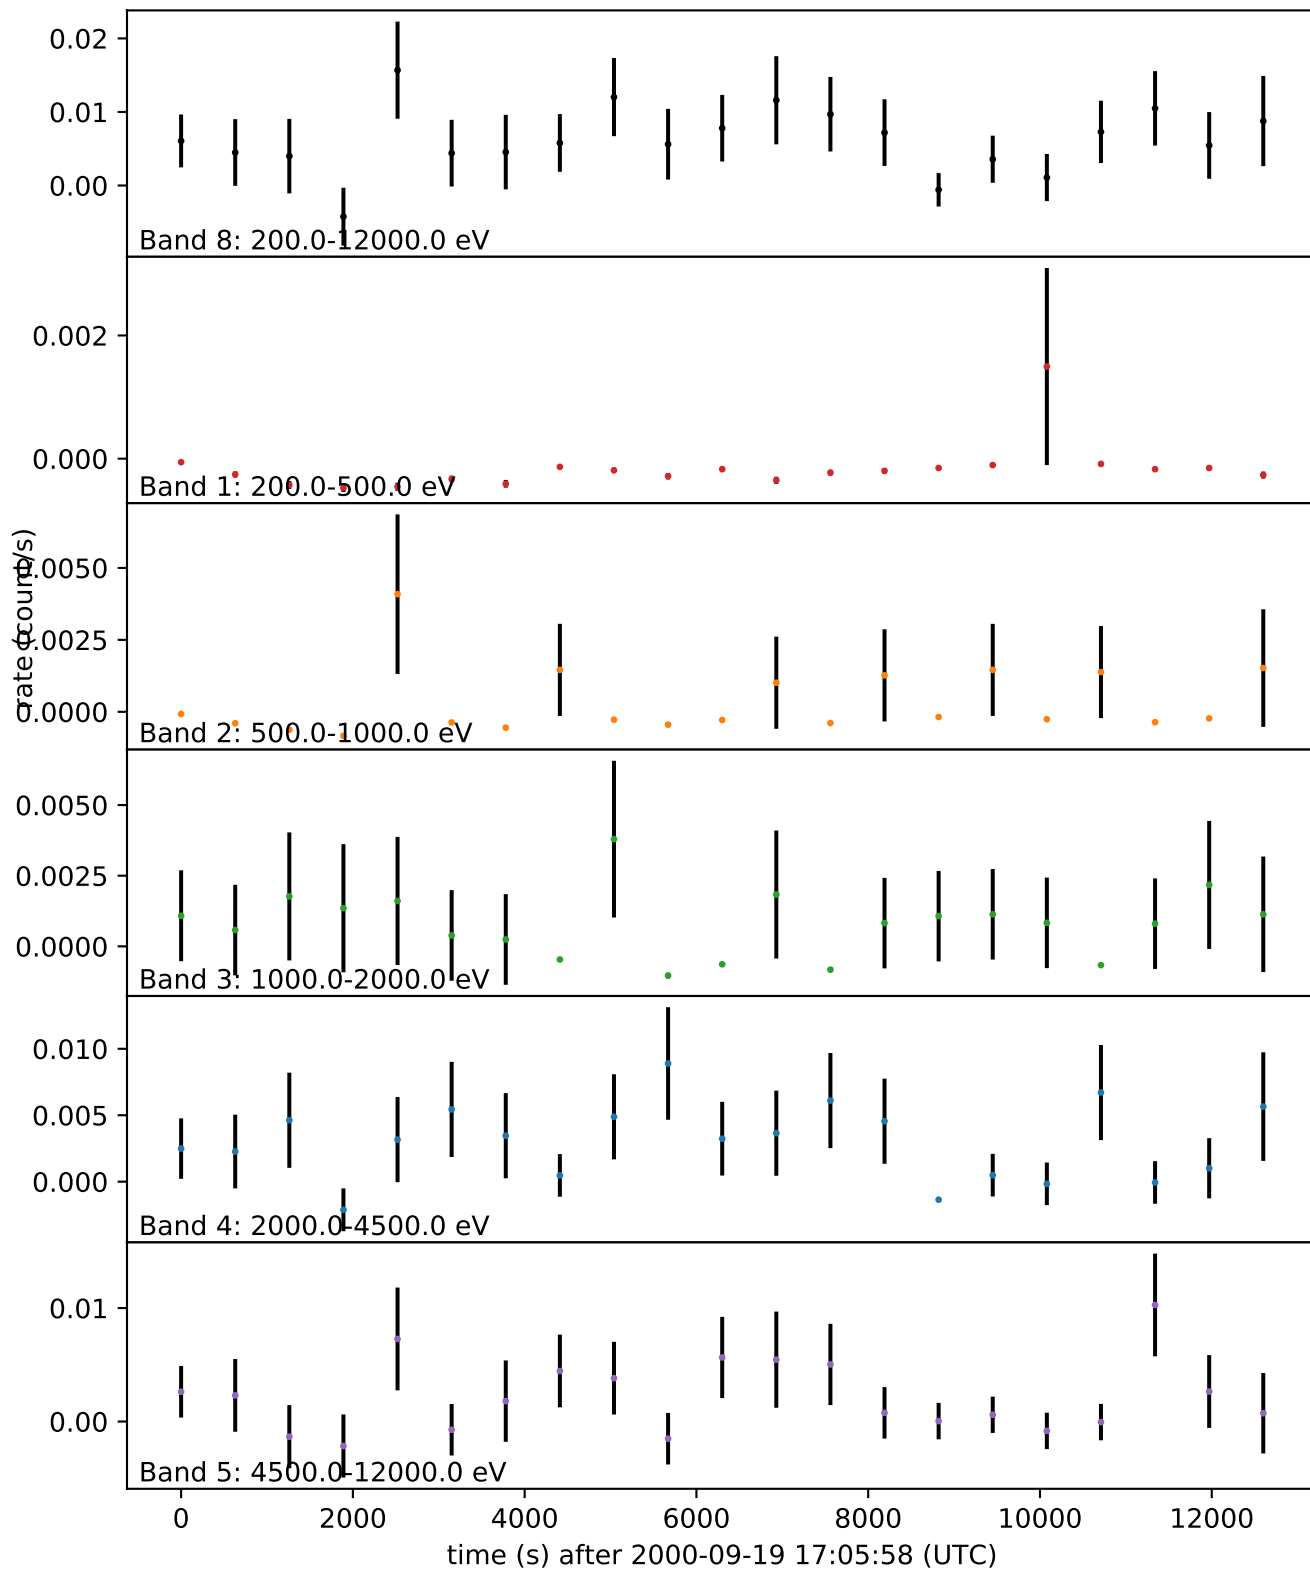 0.02
0.01
0.00
Band 8: 200.0-12000.0 eV
0.002
0.000
Band 1: 200.0-500.0 eV
rate (count/s)
0.0050
0.0025
0.0000
Band 2: 500.0-1000.0 eV
0.0050
0.0025
0.0000
Band 3: 1000.0-2000.0 eV
0.010
0.005
0.000
Band 4: 2000.0-4500.0 eV
0.01
0.00
Band 5: 4500.0-12000.0 eV
0 2000 4000 6000 8000 10000 12000
time (s) after 2000-09-19 17:05:58 (UTC)